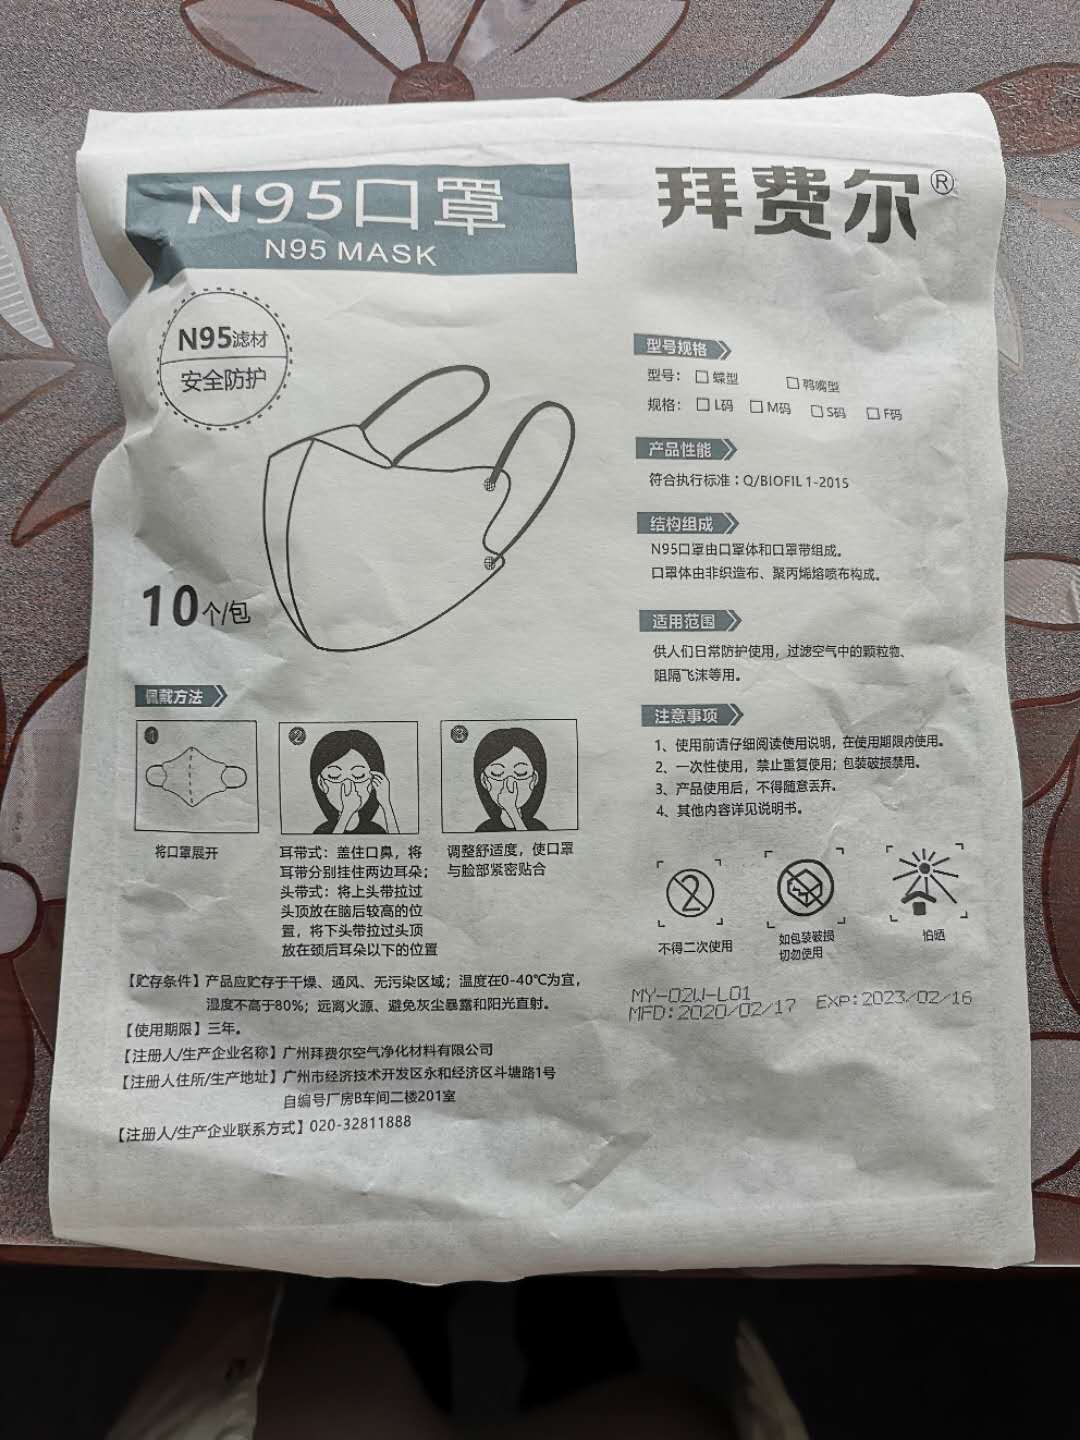 N95口罩
N95 MASK
拜费尔®
N95滤材
安全防护
10个/包
型号规格
型号：□ 蝶型 □ 鸭嘴型
规格：□ L码 □ M码 □ S码 □ F码
产品性能
符合执行标准：Q/BIOFIL 1-2015
结构组成
N95口罩由口罩体和口罩带组成。
口罩体由非织造布、聚丙烯熔喷布构成。
适用范围
供人们日常防护使用，过滤空气中的颗粒物、
阻隔飞沫等用。
注意事项
1、使用前请仔细阅读使用说明，在使用期限内使用。
2、一次性使用，禁止重复使用；包装破损禁用。
3、产品使用后，不得随意丢弃。
4、其他内容详见说明书。
2
不得二次使用
如包装破损
切勿使用
怕晒
MY-02W-L01
MFD:2020/02/17 EXP:2023/02/16
佩戴方法
1
将口罩展开
2
耳带式：盖住口鼻，将
耳带分别挂住两边耳朵；
头带式：将上头带拉过
头顶放在脑后较高的位
置，将下头带拉过头顶
放在颈后耳朵以下的位置
3
调整舒适度，使口罩
与脸部紧密贴合
【贮存条件】产品应贮存于干燥、通风、无污染区域；温度在0-40℃为宜，
湿度不高于80%；远离火源、避免灰尘暴露和阳光直射。
【使用期限】三年。
【注册人/生产企业名称】广州拜费尔空气净化材料有限公司
【注册人住所/生产地址】广州市经济技术开发区永和经济区斗塘路1号
自编号厂房B车间二楼201室
【注册人/生产企业联系方式】020-32811888